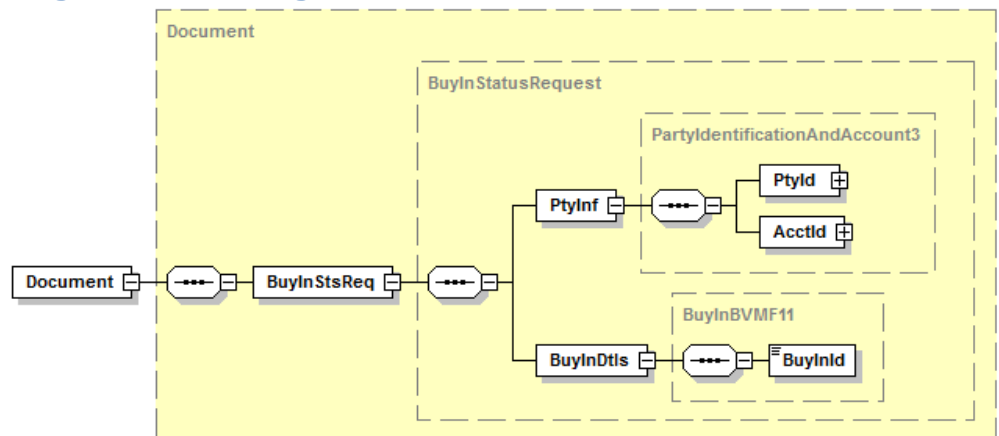 Document
BuyInStatusRequest
PartyIdentificationAndAccount3
PtyId
PtyInf
AcctId
Document
BuyInStsReq
BuyInBVMF11
BuyInDtls
BuyInId